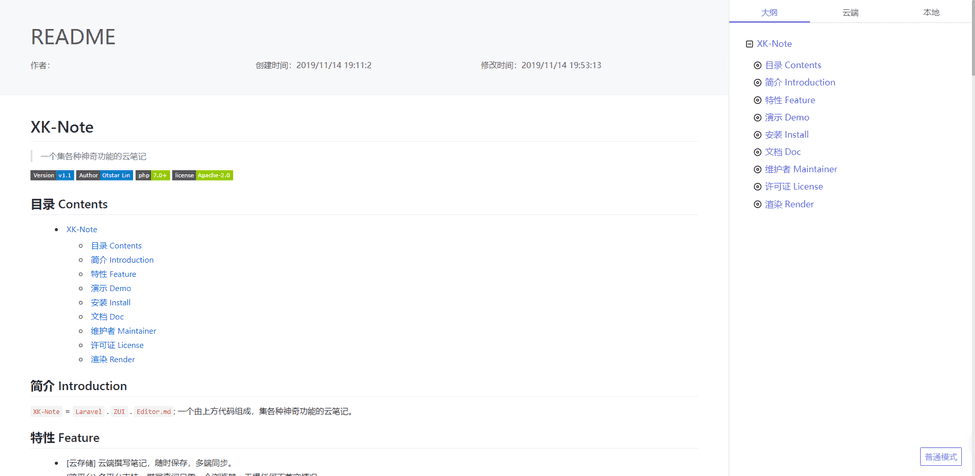 README
作者:
创建时间: 2019/11/14 19:11:2
修改时间: 2019/11/14 19:53:13
XK-Note
一个集各种神奇功能的云笔记
Version v1.1 Author Otstar Lin php 7.0+ license Apache-2.0
目录 Contents
XK-Note
目录 Contents
简介 Introduction
特性 Feature
演示 Demo
安装 Install
文档 Doc
维护者 Maintainer
许可证 License
渲染 Render
简介 Introduction
XK-Note = Laravel . ZUI . Editor.md ; 一个由上方代码组成，集各种神奇功能的云笔记。
特性 Feature
[云存储] 云端撰写笔记，随时保存，多端同步。
大纲 云端 本地
XK-Note
目录 Contents
简介 Introduction
特性 Feature
演示 Demo
安装 Install
文档 Doc
维护者 Maintainer
许可证 License
渲染 Render
普通模式